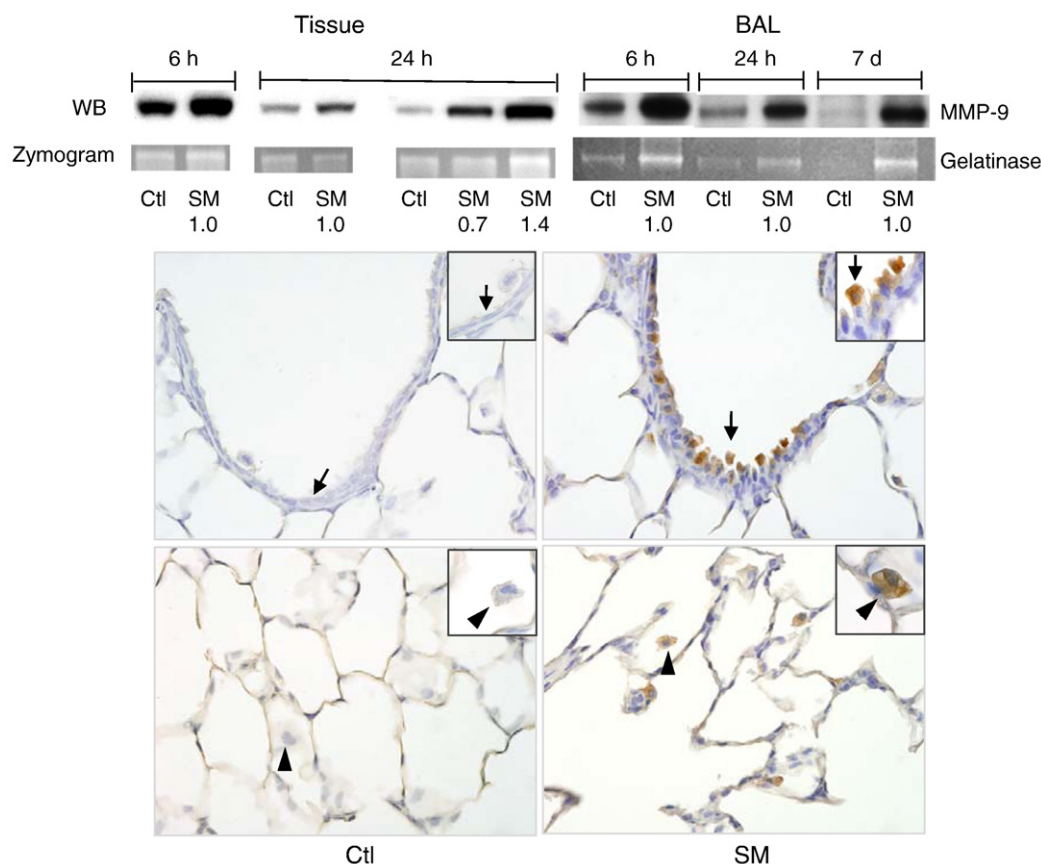 Tissue BAL
6 h 24 h 6 h 24 h 7 d
WB MMP-9
Zymogram Gelatinase
Ctl SM Ctl SM Ctl SM SM Ctl SM Ctl SM Ctl SM
1.0 1.0 0.7 1.4 1.0 1.0 1.0
Ctl SM